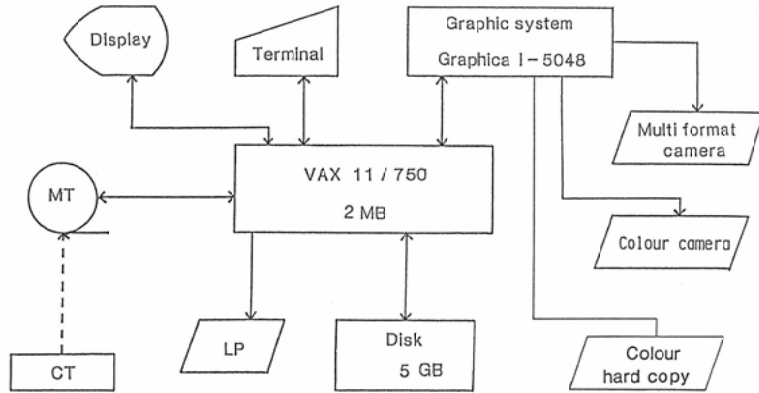 Display
Terminal
Graphic system
Graphica I-5048
Multi format
camera
MT
VAX 11 / 750
2 MB
Colour camera
LP
Disk
5 GB
Colour
hard copy
CT